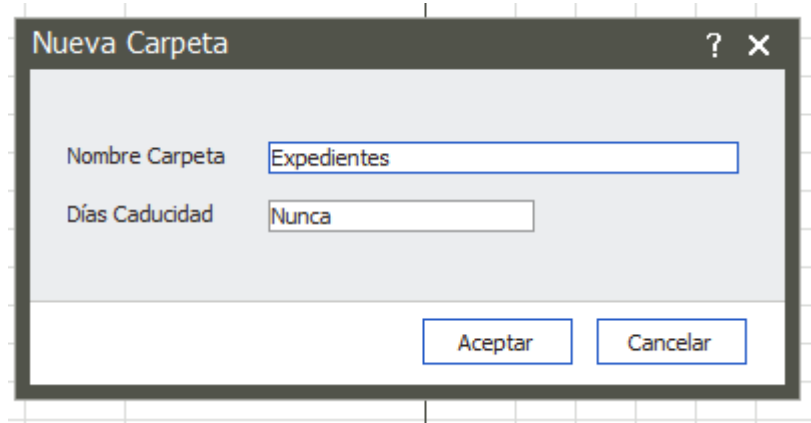 Nueva Carpeta ?
Nombre Carpeta Expedientes
Días Caducidad Nunca
Aceptar Cancelar